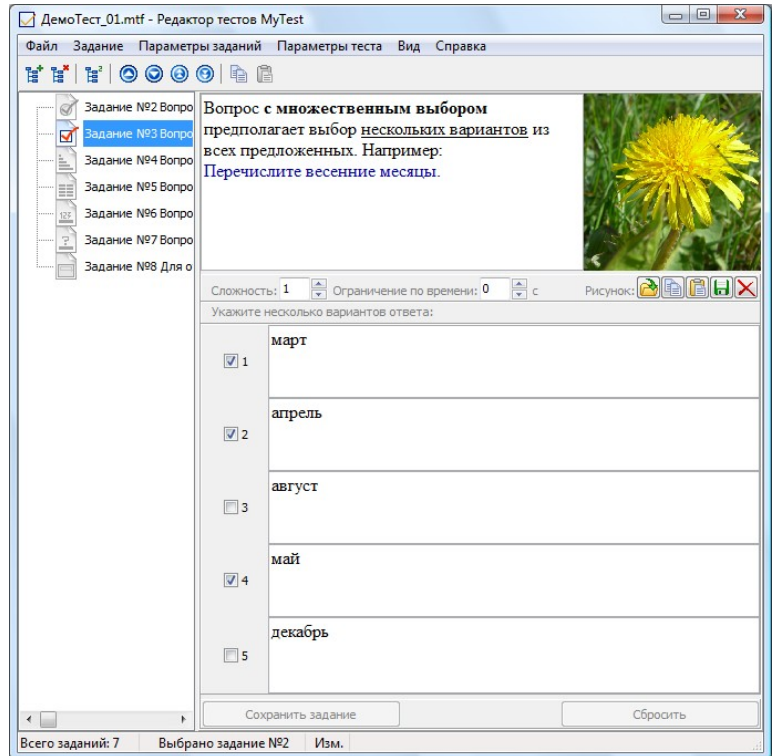 ДемоТест_01.mtf - Редактор тестов MyTest
Файл Задание Параметры заданий Параметры теста Вид Справка
Задание №2 Вопро
Задание №3 Вопро
Задание №4 Вопро
Задание №5 Вопро
Задание №6 Вопро
Задание №7 Вопро
Задание №8 Для о
Вопрос с множественным выбором
предполагает выбор нескольких вариантов из
всех предложенных. Например:
Перечислите весенние месяцы.
Сложность: 1 Ограничение по времени: 0 с Рисунок:
Укажите несколько вариантов ответа:
1 март
2 апрель
3 август
4 май
5 декабрь
Сохранить задание Сбросить
Всего заданий: 7 Выбрано задание №2 Изм.